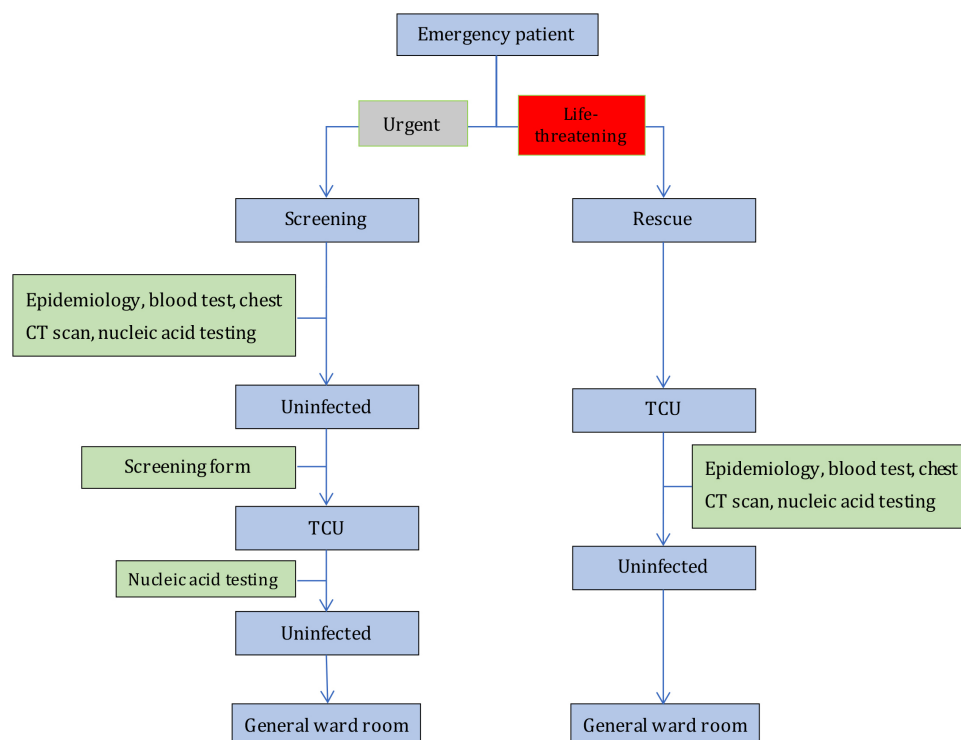 Emergency patient
Urgent
Life-
threatening
Screening
Rescue
Epidemiology, blood test, chest
CT scan, nucleic acid testing
Uninfected
TCU
Screening form
Epidemiology, blood test, chest
CT scan, nucleic acid testing
TCU
Uninfected
Nucleic acid testing
Uninfected
General ward room
General ward room